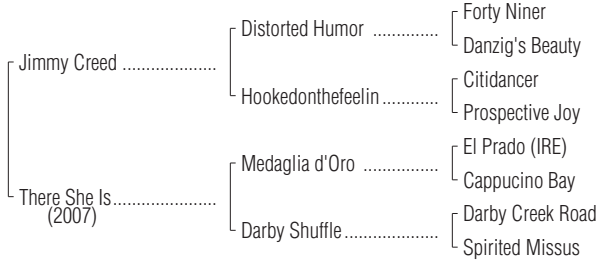 Forty Niner
Distorted Humor ..............
Danzig's Beauty
Jimmy Creed ....................
Citidancer
Hookedonthefeelin ............
Prospective Joy
El Prado (IRE)
Medaglia d'Oro ................
Cappucino Bay
There She Is ......................
(2007)
Darby Creek Road
Darby Shuffle ....................
Spirited Missus